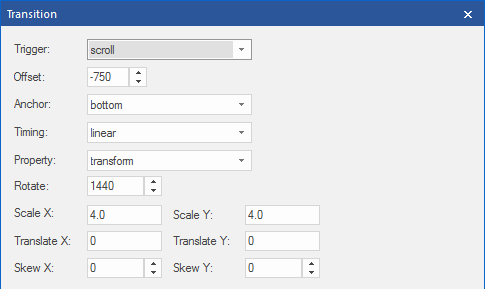 Transition
Trigger: scroll
Offset: -750
Anchor: bottom
Timing: linear
Property: transform
Rotate: 1440
Scale X: 4.0 Scale Y: 4.0
Translate X: 0 Translate Y: 0
Skew X: 0 Skew Y: 0